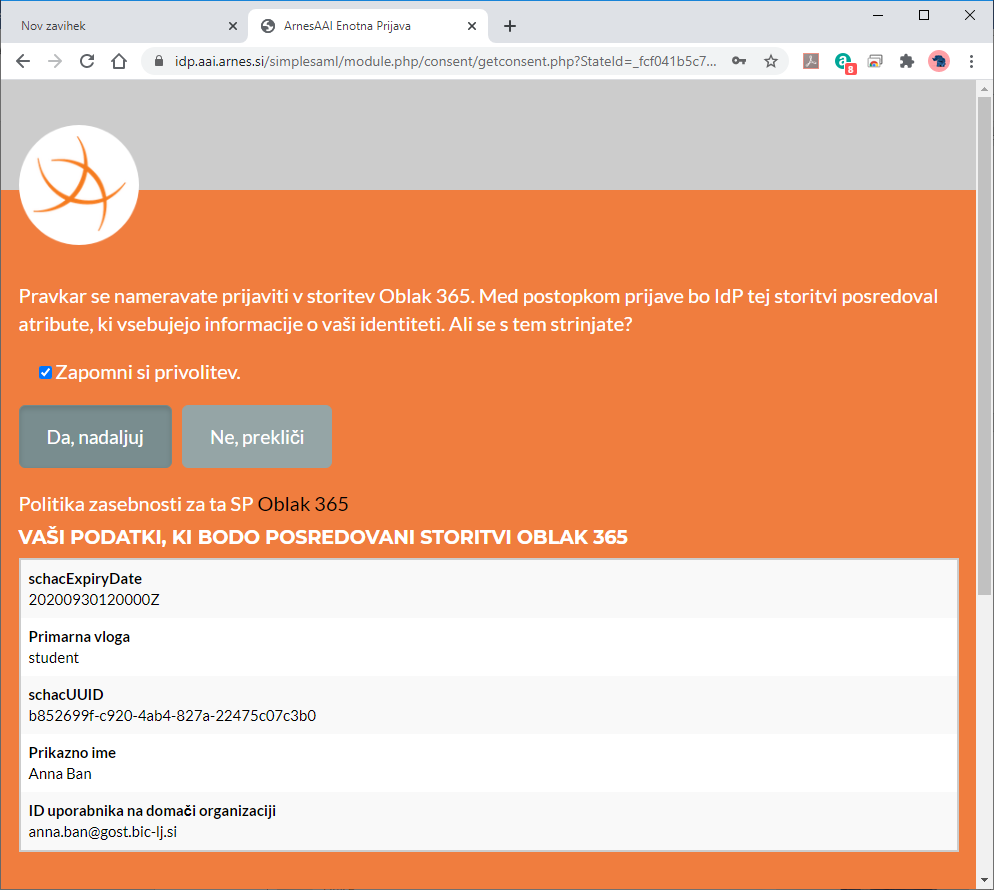 Nov zavihek
ArnesAAI Enotna Prijava
idp.aai.arnes.si/simplesaml/module.php/consent/getconsent.php?StateId=_fcf041b5c7...
8
Pravkar se nameravate prijaviti v storitev Oblak 365. Med postopkom prijave bo IdP tej storitvi posredoval
atribute, ki vsebujejo informacije o vaši identiteti. Ali se s tem strinjate?
Zapomni si privolitev.
Da, nadaljuj
Ne, prekliči
Politika zasebnosti za ta SP Oblak 365
VAŠI PODATKI, KI BODO POSREDOVANI STORITVI OBLAK 365
schacExpiryDate
20200930120000Z
Primarna vloga
student
schacUUID
b852699f-c920-4ab4-827a-22475c07c3b0
Prikazno ime
Anna Ban
ID uporabnika na domači organizaciji
anna.ban@gost.bic-lj.si